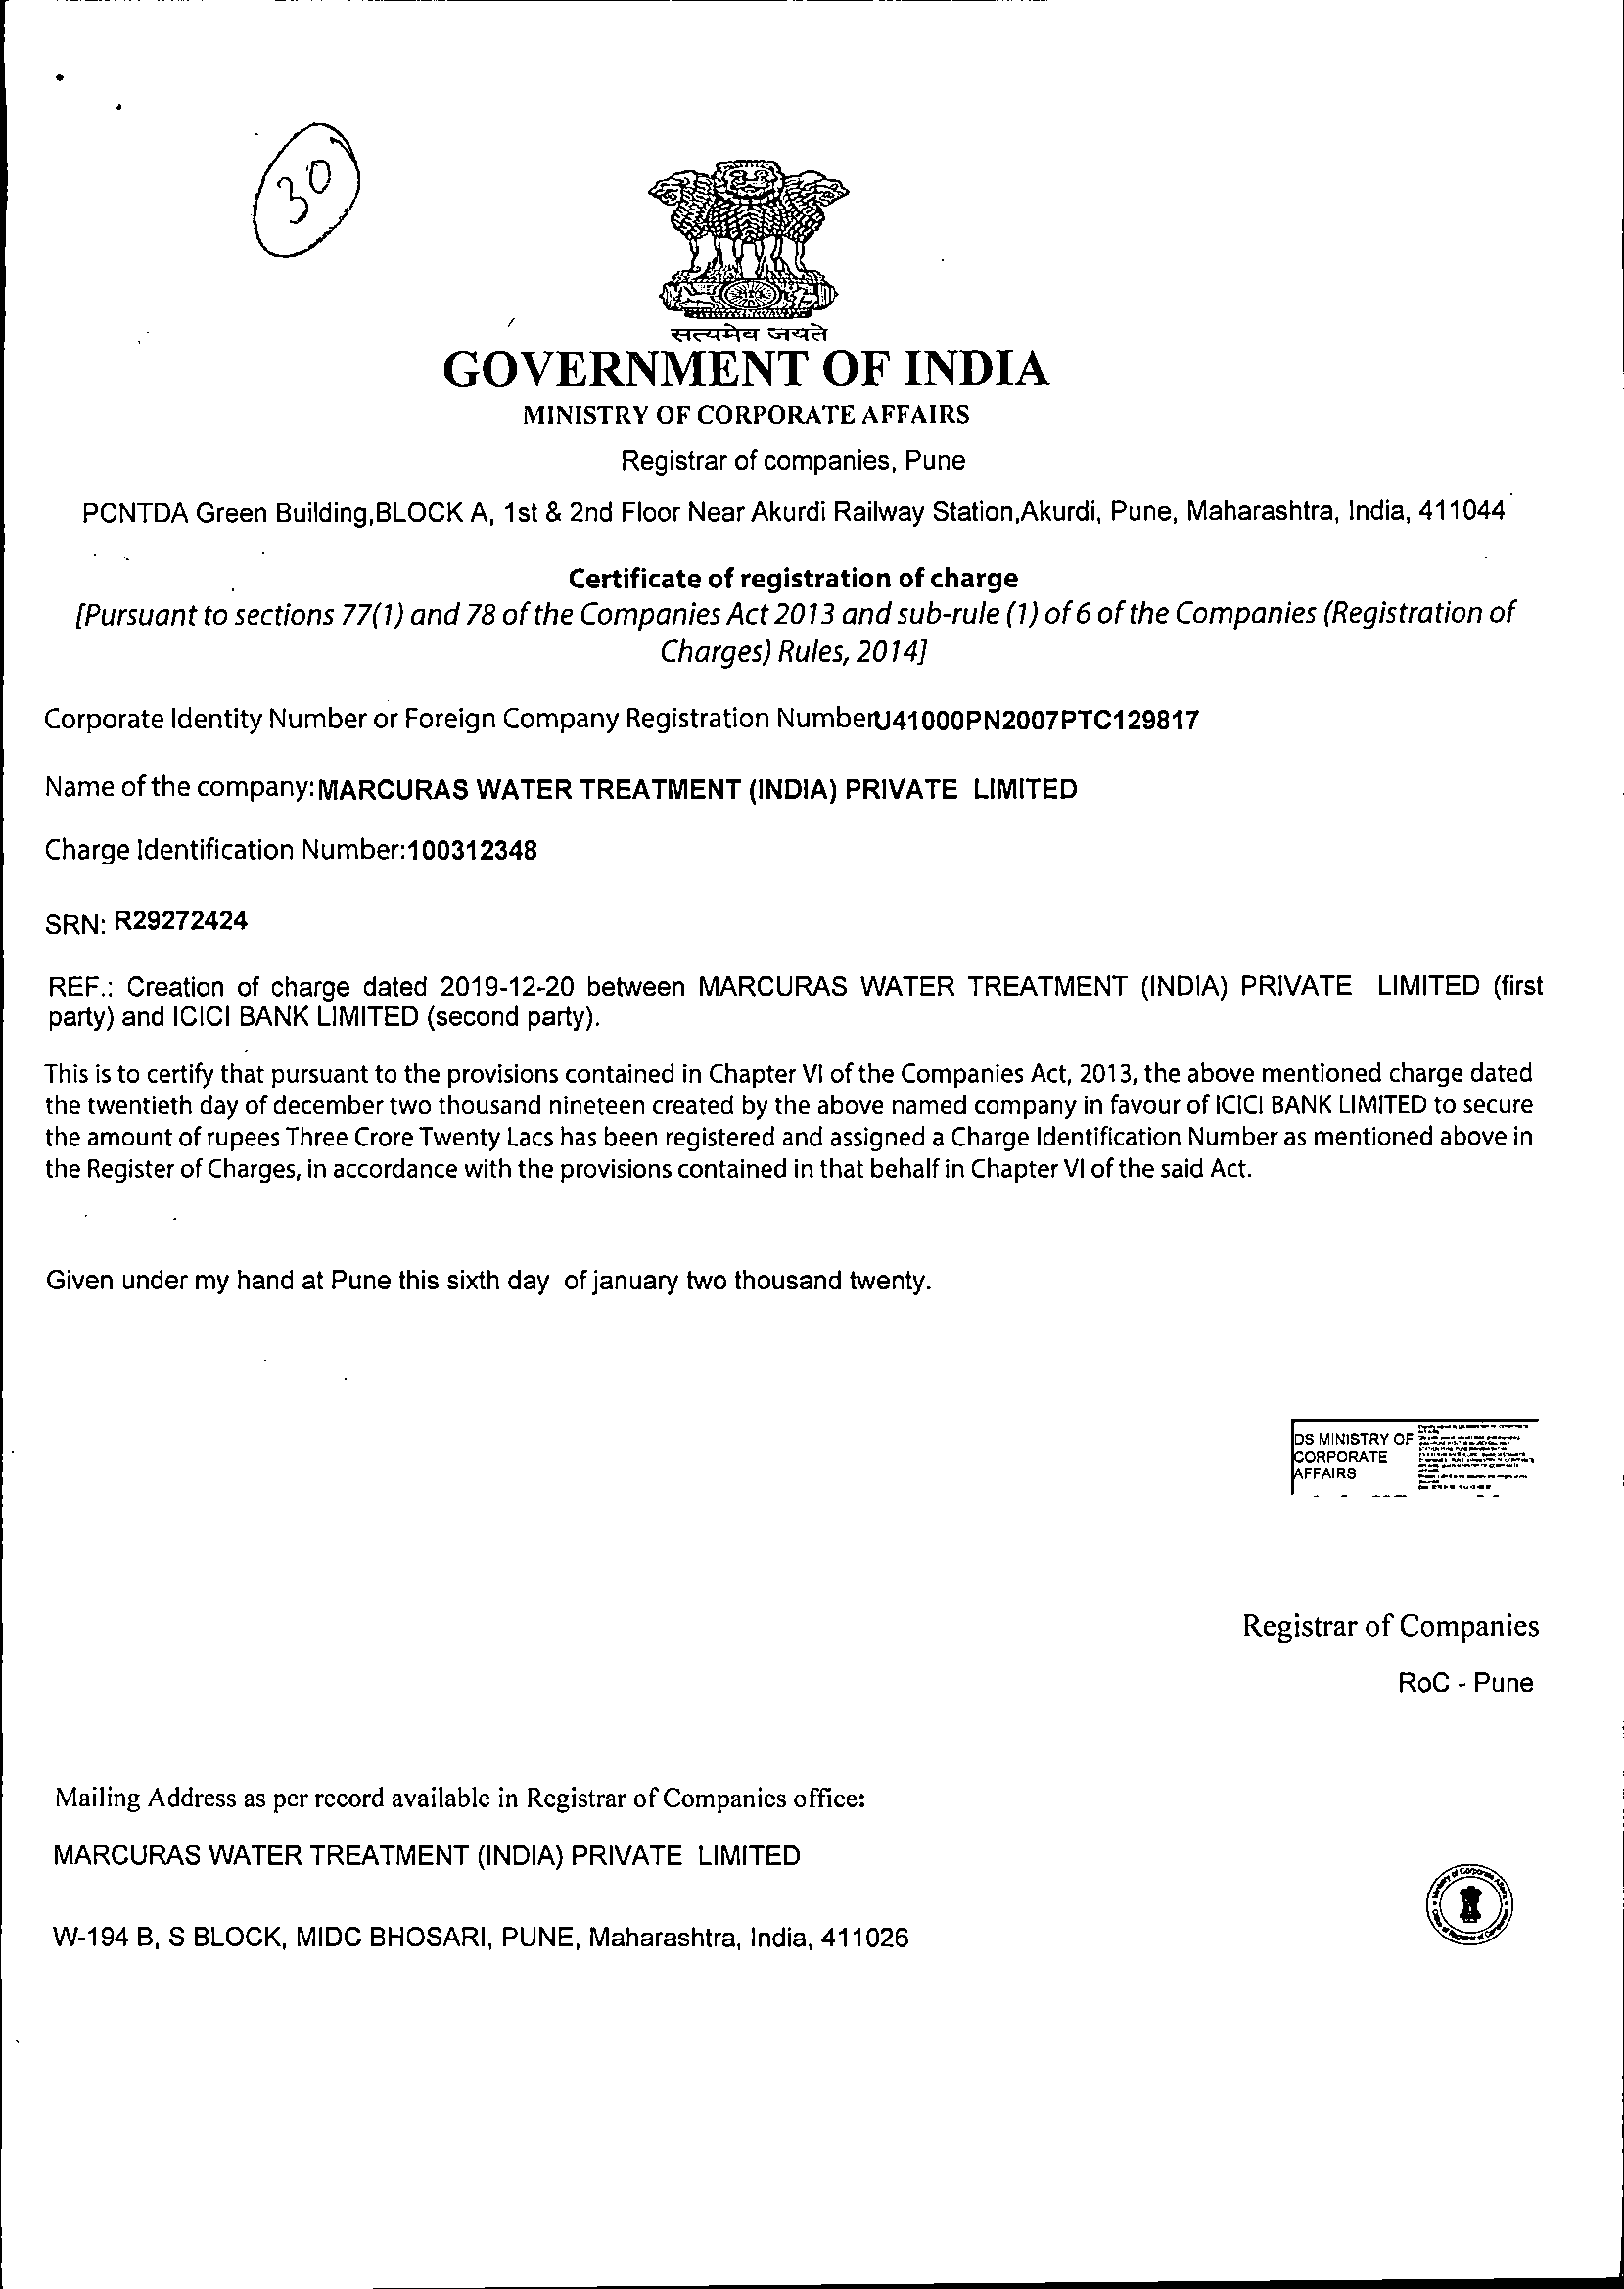 30
सत्यमेव जयते
GOVERNMENT OF INDIA
MINISTRY OF CORPORATE AFFAIRS
Registrar of companies, Pune
PCNTDA Green Building,BLOCK A, 1st & 2nd Floor Near Akurdi Railway Station,Akurdi, Pune, Maharashtra, India, 411044
Certificate of registration of charge
[Pursuant to sections 77(1) and 78 of the Companies Act 2013 and sub-rule (1) of 6 of the Companies (Registration of
Charges) Rules, 2014]
Corporate Identity Number or Foreign Company Registration NumberU41000PN2007PTC129817
Name of the company: MARCURAS WATER TREATMENT (INDIA) PRIVATE LIMITED
Charge Identification Number:100312348
SRN: R29272424
REF.: Creation of charge dated 2019-12-20 between MARCURAS WATER TREATMENT (INDIA) PRIVATE LIMITED (first
party) and ICICI BANK LIMITED (second party).
This is to certify that pursuant to the provisions contained in Chapter VI of the Companies Act, 2013, the above mentioned charge dated
the twentieth day of december two thousand nineteen created by the above named company in favour of ICICI BANK LIMITED to secure
the amount of rupees Three Crore Twenty Lacs has been registered and assigned a Charge Identification Number as mentioned above in
the Register of Charges, in accordance with the provisions contained in that behalf in Chapter VI of the said Act.
Given under my hand at Pune this sixth day of january two thousand twenty.
DS MINISTRY OF
CORPORATE
AFFAIRS
Registrar of Companies
RoC - Pune
Mailing Address as per record available in Registrar of Companies office:
MARCURAS WATER TREATMENT (INDIA) PRIVATE LIMITED
W-194 B, S BLOCK, MIDC BHOSARI, PUNE, Maharashtra, India, 411026